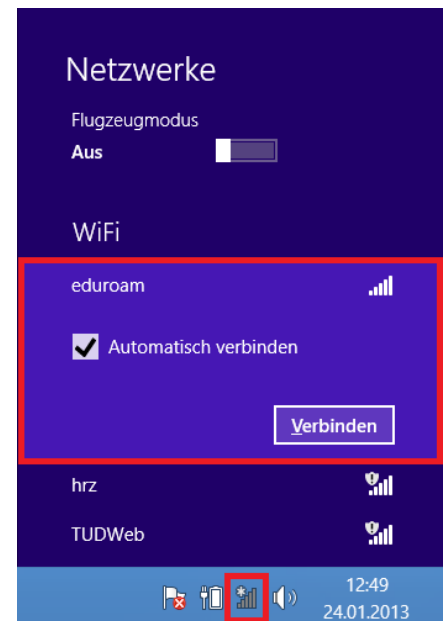 Netzwerke
Flugzeugmodus
Aus
WiFi
eduroam
Automatisch verbinden
Verbinden
hrz
TUDWeb
12:49
24.01.2013